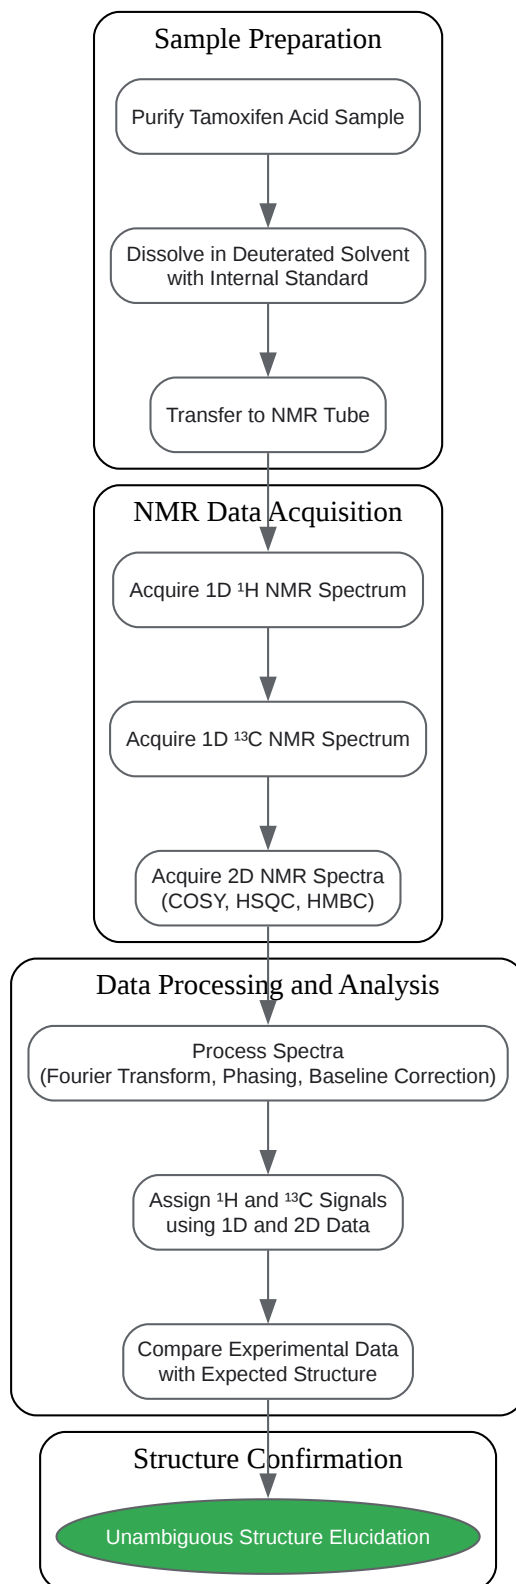 Sample Preparation
Purify Tamoxifen Acid Sample
Dissolve in Deuterated Solvent
with Internal Standard
Transfer to NMR Tube
NMR Data Acquisition
Acquire 1D ¹H NMR Spectrum
Acquire 1D ¹³C NMR Spectrum
Acquire 2D NMR Spectra
(COSY, HSQC, HMBC)
Data Processing and Analysis
Process Spectra
(Fourier Transform, Phasing, Baseline Correction)
Assign ¹H and ¹³C Signals
using 1D and 2D Data
Compare Experimental Data
with Expected Structure
Structure Confirmation
Unambiguous Structure Elucidation